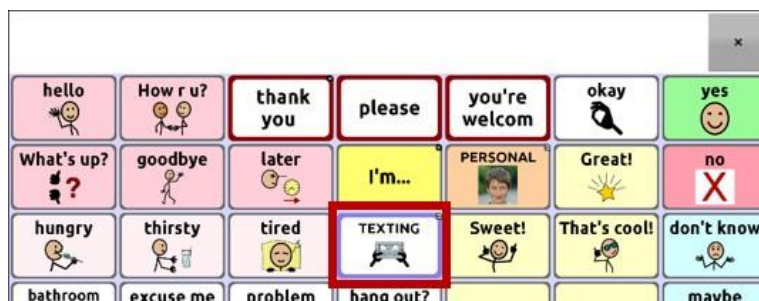 ×
hello
How r u?
thank
you
please
you're
welcom
okay
yes
What's up?
?
goodbye
later
I'm...
PERSONAL
Great!
no
X
hungry
thirsty
tired
TEXTING
Sweet!
That's cool!
don't know
bathroom
excuse me
problem
hang out?
maybe